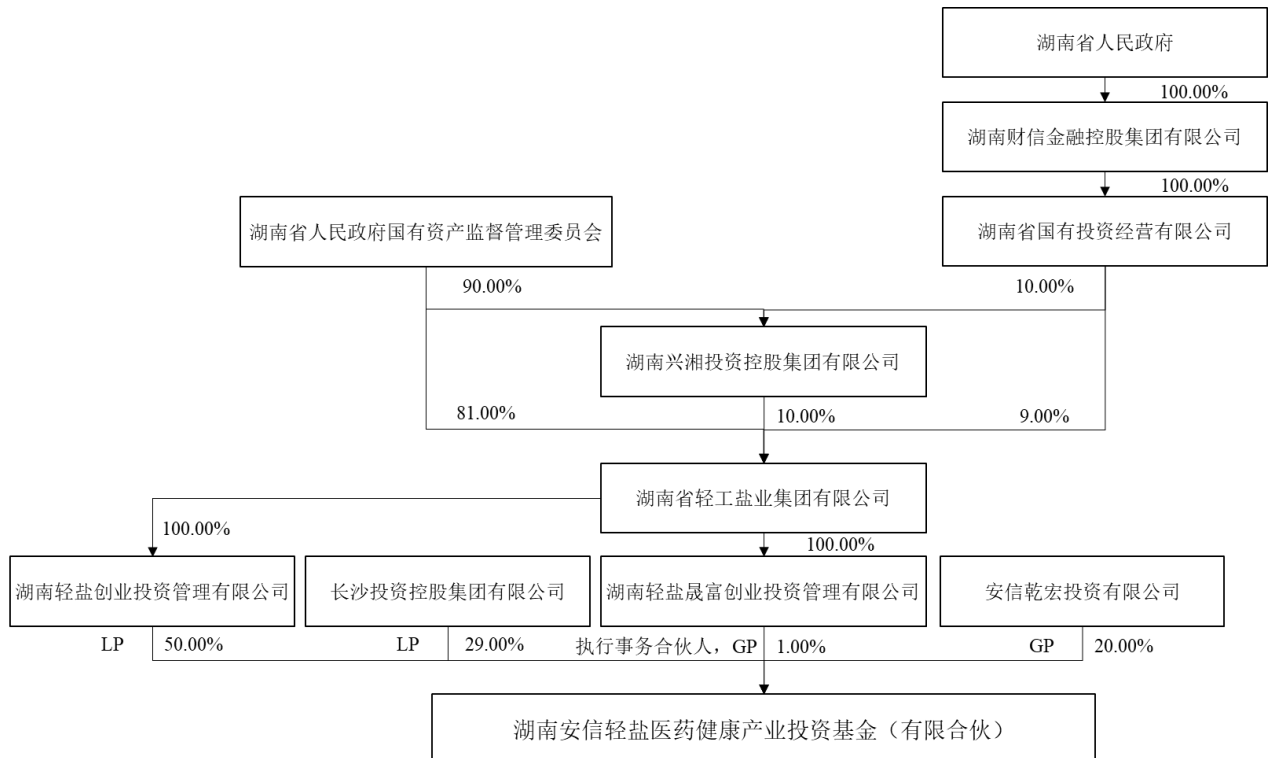 湖南省人民政府
100.00%
湖南财信金融控股集团有限公司
100.00%
湖南省人民政府国有资产监督管理委员会
湖南省国有投资经营有限公司
90.00%
10.00%
湖南兴湘投资控股集团有限公司
81.00%
10.00%
9.00%
湖南省轻工盐业集团有限公司
100.00%
100.00%
湖南轻盐创业投资管理有限公司
长沙投资控股集团有限公司
湖南轻盐晟富创业投资管理有限公司
安信乾宏投资有限公司
LP
50.00%
LP
29.00%
执行事务合伙人，GP
1.00%
GP
20.00%
湖南安信轻盐医药健康产业投资基金（有限合伙）